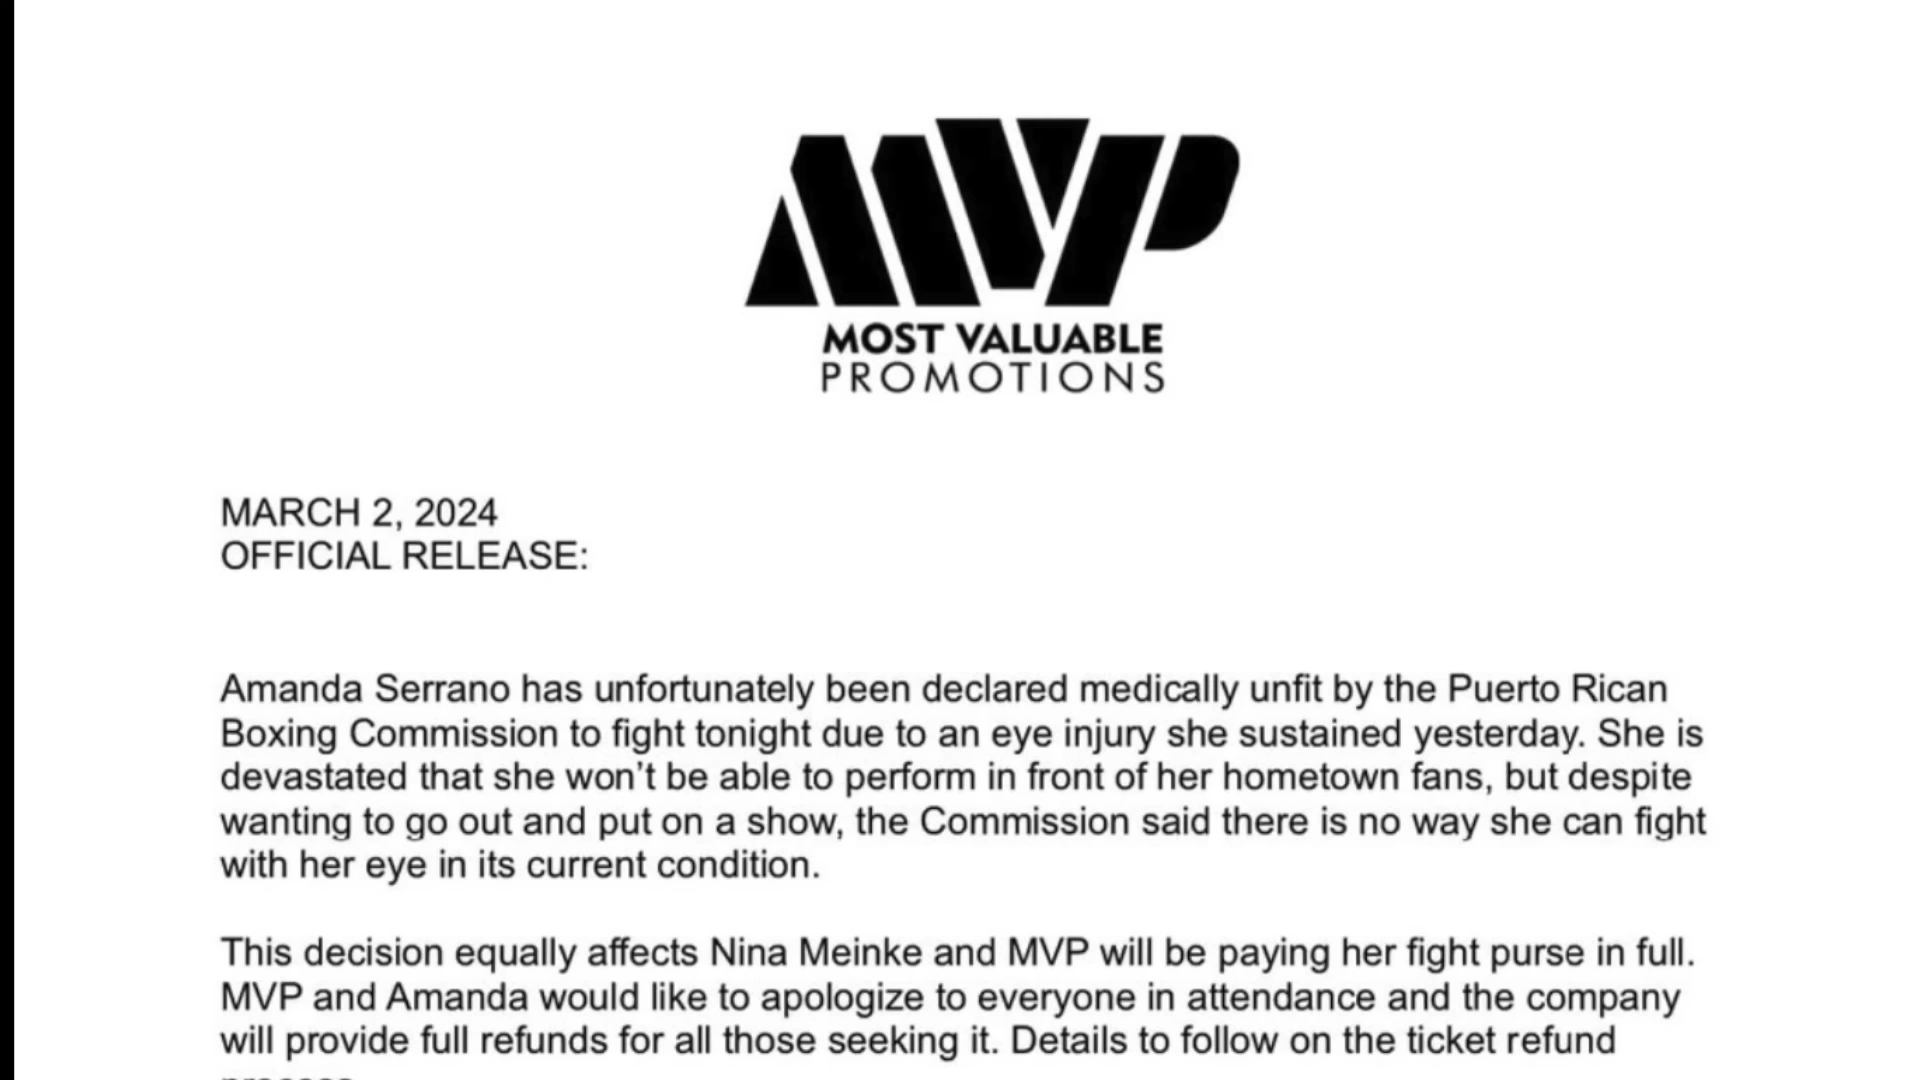 MVP
MOST VALUABLE
PROMOTIONS
MARCH 2, 2024
OFFICIAL RELEASE:
Amanda Serrano has unfortunately been declared medically unfit by the Puerto Rican
Boxing Commission to fight tonight due to an eye injury she sustained yesterday. She is
devastated that she won’t be able to perform in front of her hometown fans, but despite
wanting to go out and put on a show, the Commission said there is no way she can fight
with her eye in its current condition.
This decision equally affects Nina Meinke and MVP will be paying her fight purse in full.
MVP and Amanda would like to apologize to everyone in attendance and the company
will provide full refunds for all those seeking it. Details to follow on the ticket refund